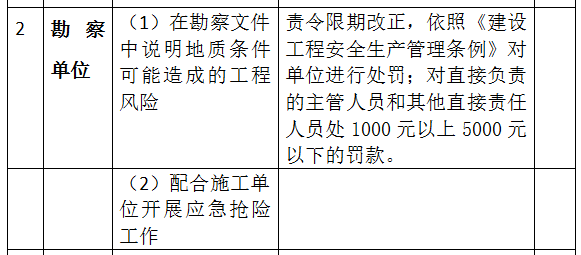 2
勘察
单位
（1）在勘察文件
中说明地质条件
可能造成的工程
风险
责令限期改正，依照《建设
工程安全生产管理条例》对
单位进行处罚；对直接负责
的主管人员和其他直接责任
人员处 1000 元以上 5000 元
以下的罚款。
（2）配合施工单
位开展应急抢险
工作